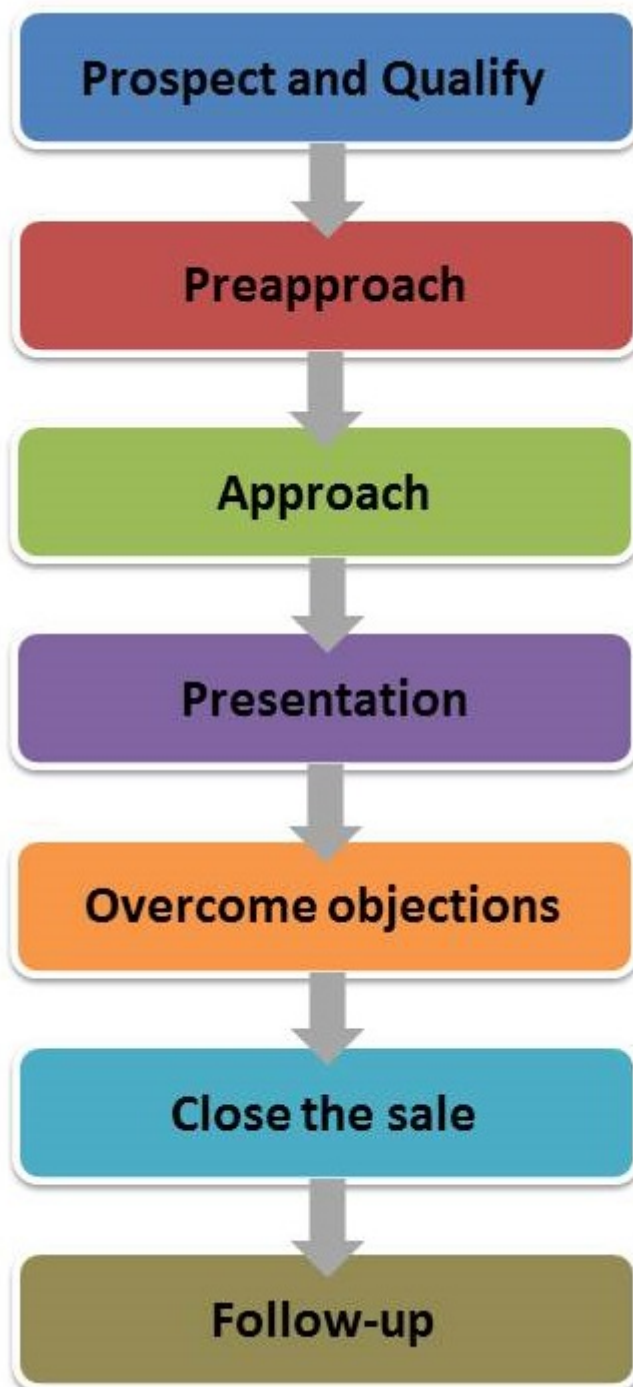 Prospect and Qualify
Preapproach
Approach
Presentation
Overcome objections
Close the sale
Follow-up